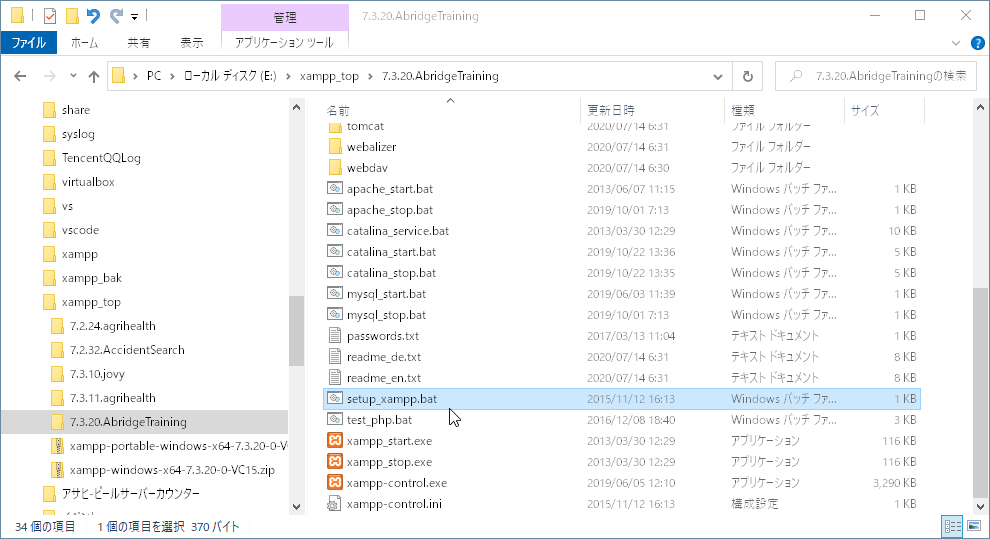 管理
7.3.20.AbridgeTraining
ファイル ホーム 共有 表示 アプリケーション ツール
PC ローカル ディスク (E:) xampp_top 7.3.20.AbridgeTraining 7.3.20.AbridgeTrainingの検索
share
syslog
TencentQQLog
virtualbox
vs
vscode
xampp
xampp_bak
xampp_top
7.2.24.agrihealth
7.2.32.AccidentSearch
7.3.10.jovy
7.3.11.agrihealth
7.3.20.AbridgeTraining
xampp-portable-windows-x64-7.3.20-0-VC
xampp-windows-x64-7.3.20-0-VC15.zip
アサヒ-ビールサーバーカウンター
名前 更新日時 種類 サイズ
tomcat 2020/07/14 6:31 ファイル フォルダー
webalizer 2020/07/14 6:31 ファイル フォルダー
webdav 2020/07/14 6:30 ファイル フォルダー
apache_start.bat 2013/06/07 11:15 Windows バッチ ファ... 1 KB
apache_stop.bat 2019/10/01 7:13 Windows バッチ ファ... 1 KB
catalina_service.bat 2013/03/30 12:29 Windows バッチ ファ... 10 KB
catalina_start.bat 2019/10/22 13:36 Windows バッチ ファ... 5 KB
catalina_stop.bat 2019/10/22 13:35 Windows バッチ ファ... 5 KB
mysql_start.bat 2019/06/03 11:39 Windows バッチ ファ... 1 KB
mysql_stop.bat 2019/10/01 7:13 Windows バッチ ファ... 1 KB
passwords.txt 2017/03/13 11:04 テキスト ドキュメント 1 KB
readme_de.txt 2020/07/14 6:31 テキスト ドキュメント 8 KB
readme_en.txt 2020/07/14 6:31 テキスト ドキュメント 8 KB
setup_xampp.bat 2015/11/12 16:13 Windows バッチ ファ... 1 KB
test_php.bat 2016/12/08 18:40 Windows バッチ ファ... 3 KB
xampp_start.exe 2013/03/30 12:29 アプリケーション 116 KB
xampp_stop.exe 2013/03/30 12:29 アプリケーション 116 KB
xampp-control.exe 2019/06/05 12:10 アプリケーション 3,290 KB
xampp-control.ini 2015/11/12 16:13 構成設定 1 KB
34 個の項目 1 個の項目を選択 370 バイト